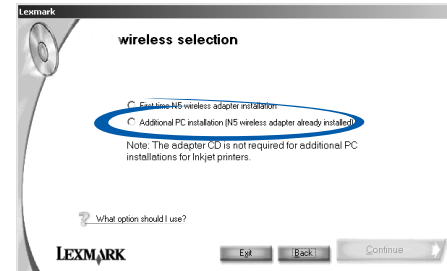 Lexmark
wireless selection
First time N5 wireless adapter installation
Additional PC installation (N5 wireless adapter already installed)
Note: The adapter CD is not required for additional PC
installations for Inkjet printers.
What option should I use?
LEXMARK
Exit
Back
Continue